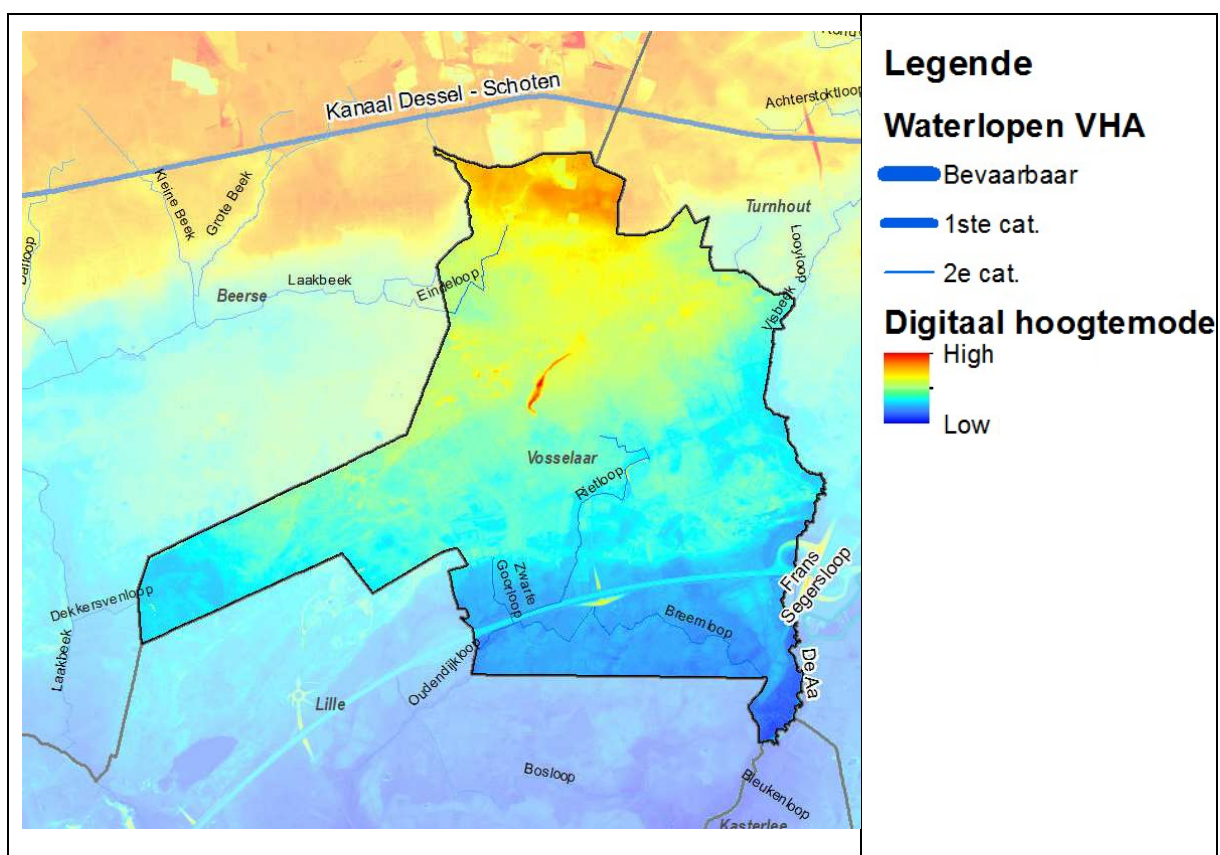 Kanaal Dessel - Schoten
Achterstoktloop
Kleine Beek
Grote Beek
Turnhout
Looyloop
Laakbeek
Eindeloop
Beerse
Visbeek
Vosselaar
Rietloop
Zwarte
Goorloop
Frans
Segersloop
Dekkersvenloop
Breemloop
Laakbeek
Oudendijkloop
De Aa
Lille
Bosloop
Bleukenloop
Kasterlee
Legende
Waterlopen VHA
Bevaarbaar
1ste cat.
2e cat.
Digitaal hoogtemode
High
Low